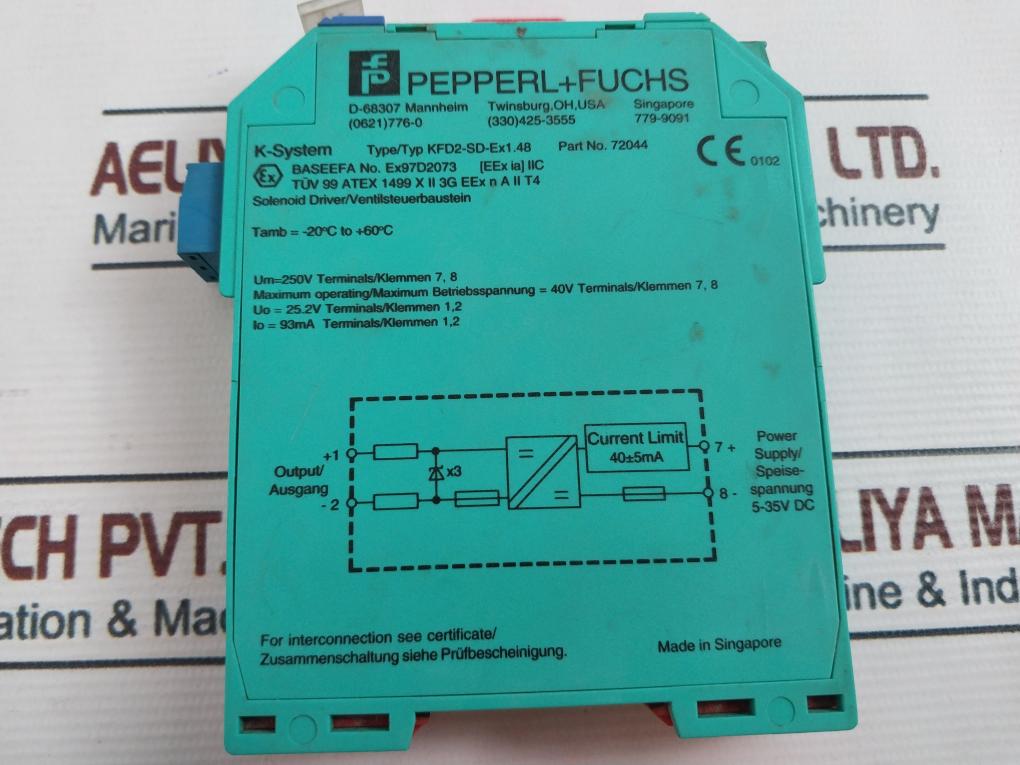 PEPPERL+FUCHS
D-68307 Mannheim Twinsburg,OH,USA Singapore
(0621)776-0 (330)425-3555 779-9091
K-System Type/Typ KFD2-SD-Ex1.48 Part No. 72044
CE 0102
Ex BASEEFA No. Ex97D2073 [EEx ia] IIC
TÜV 99 ATEX 1499 X II 3G EEx n A II T4
Solenoid Driver/Ventilsteuerbaustein
Tamb = -20ºC to +60ºC
Um=250V Terminals/Klemmen 7, 8
Maximum operating/Maximum Betriebsspannung = 40V Terminals/Klemmen 7, 8
Uo = 25.2V Terminals/Klemmen 1,2
Io = 93mA Terminals/Klemmen 1,2
Output/
Ausgang
+1
- 2
x3
=
=
Current Limit
40±5mA
7 +
8 -
Power
Supply/
Speise-
spannung
5-35V DC
For interconnection see certificate/
Zusammenschaltung siehe Prüfbescheinigung.
Made in Singapore
LTD.
CH PVT.
ation &
LIYA
ine & Ind